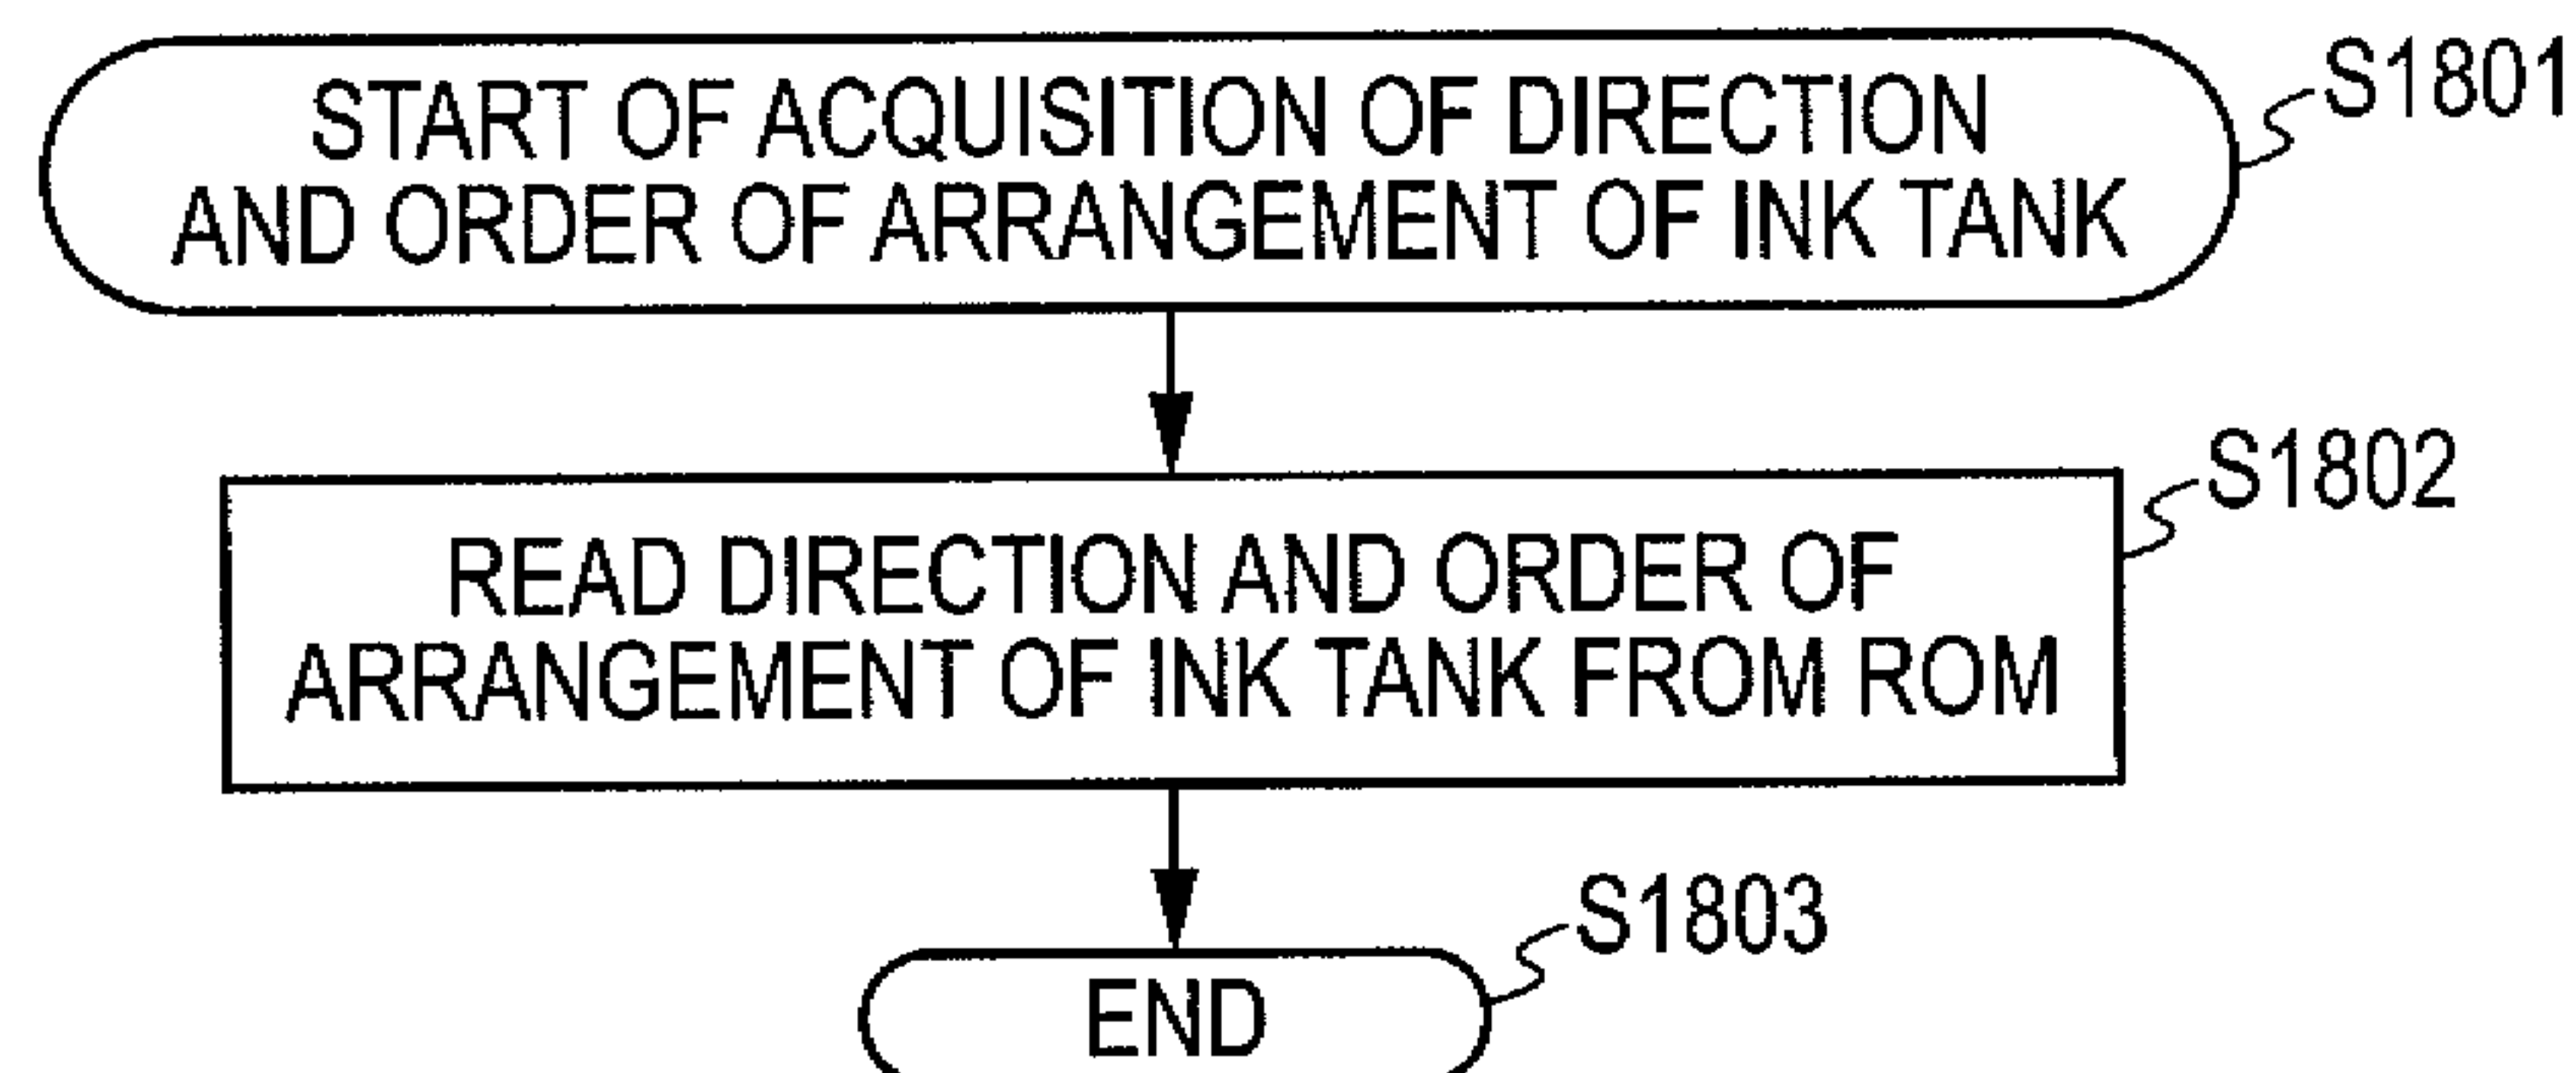 START OF ACQUISITION OF DIRECTION
AND ORDER OF ARRANGEMENT OF INK TANK
S1801
READ DIRECTION AND ORDER OF
ARRANGEMENT OF INK TANK FROM ROM
S1802
END
S1803